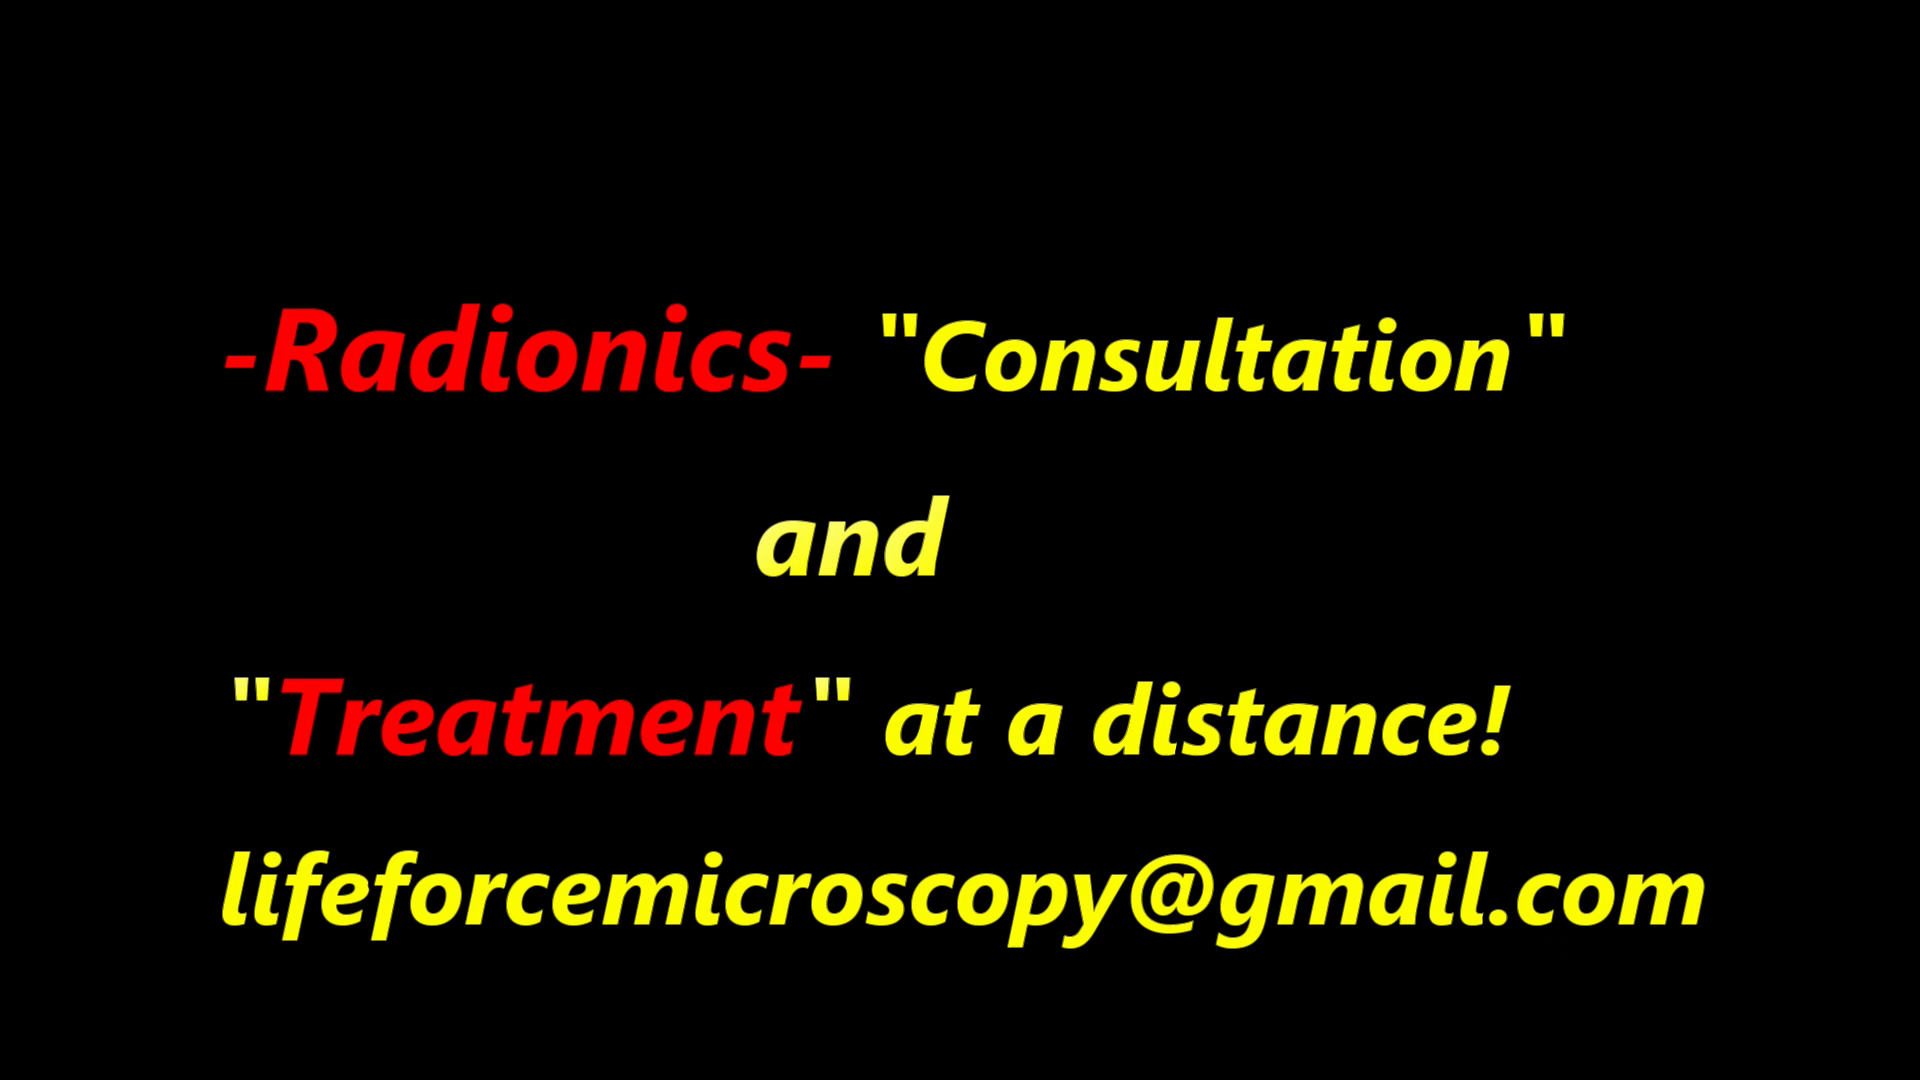 -Radionics- "Consultation"
and
"Treatment" at a distance!
lifeforcemicroscopy@gmail.com